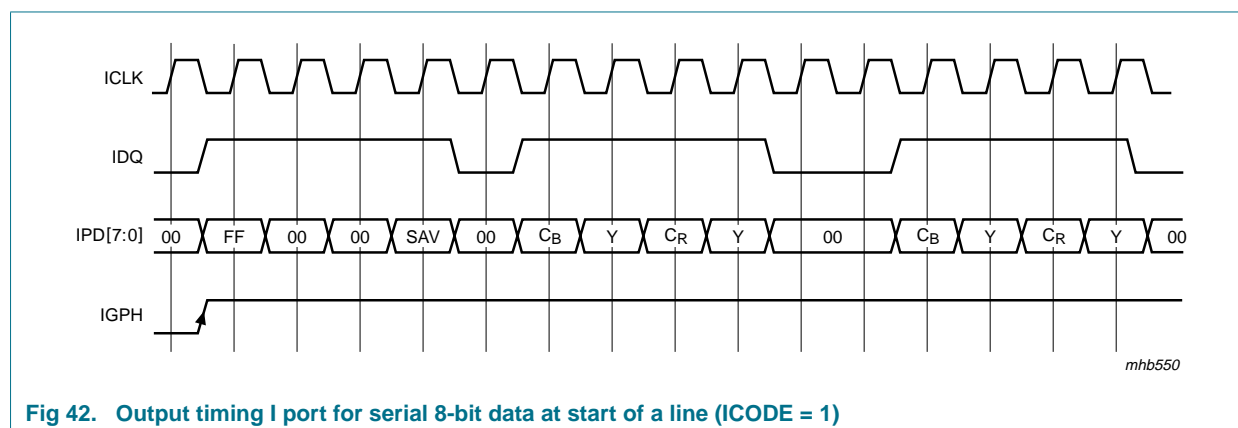 ICLK
IDQ
IPD[7:0] 00 FF 00 00 SAV 00 CB Y CR Y 00 CB Y CR Y 00
IGPH
mhb550
Fig 42. Output timing I port for serial 8-bit data at start of a line (ICODE = 1)